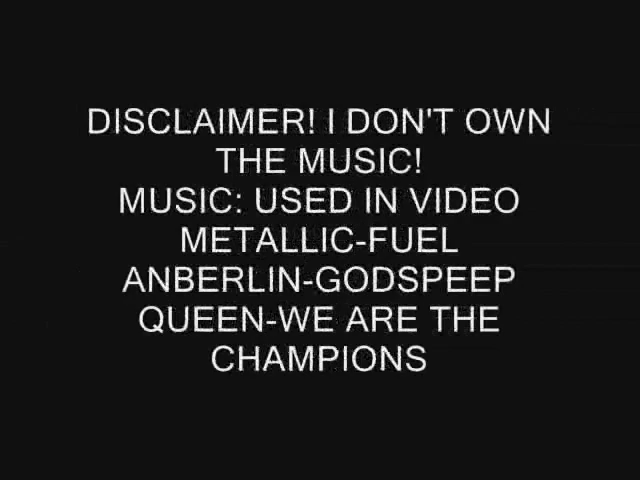 DISCLAIMER! I DON'T OWN
THE MUSIC!
MUSIC: USED IN VIDEO
METALLIC-FUEL
ANBERLIN-GODSPEEP
QUEEN-WE ARE THE
CHAMPIONS